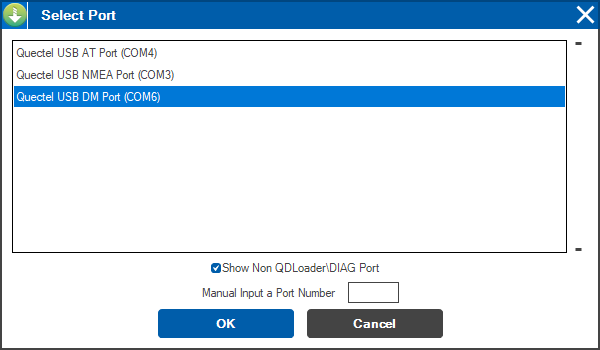 Select Port
Quectel USB AT Port (COM4)
Quectel USB NMEA Port (COM3)
Quectel USB DM Port (COM6)
Show Non QDLoader\DIAG Port
Manual Input a Port Number
OK Cancel